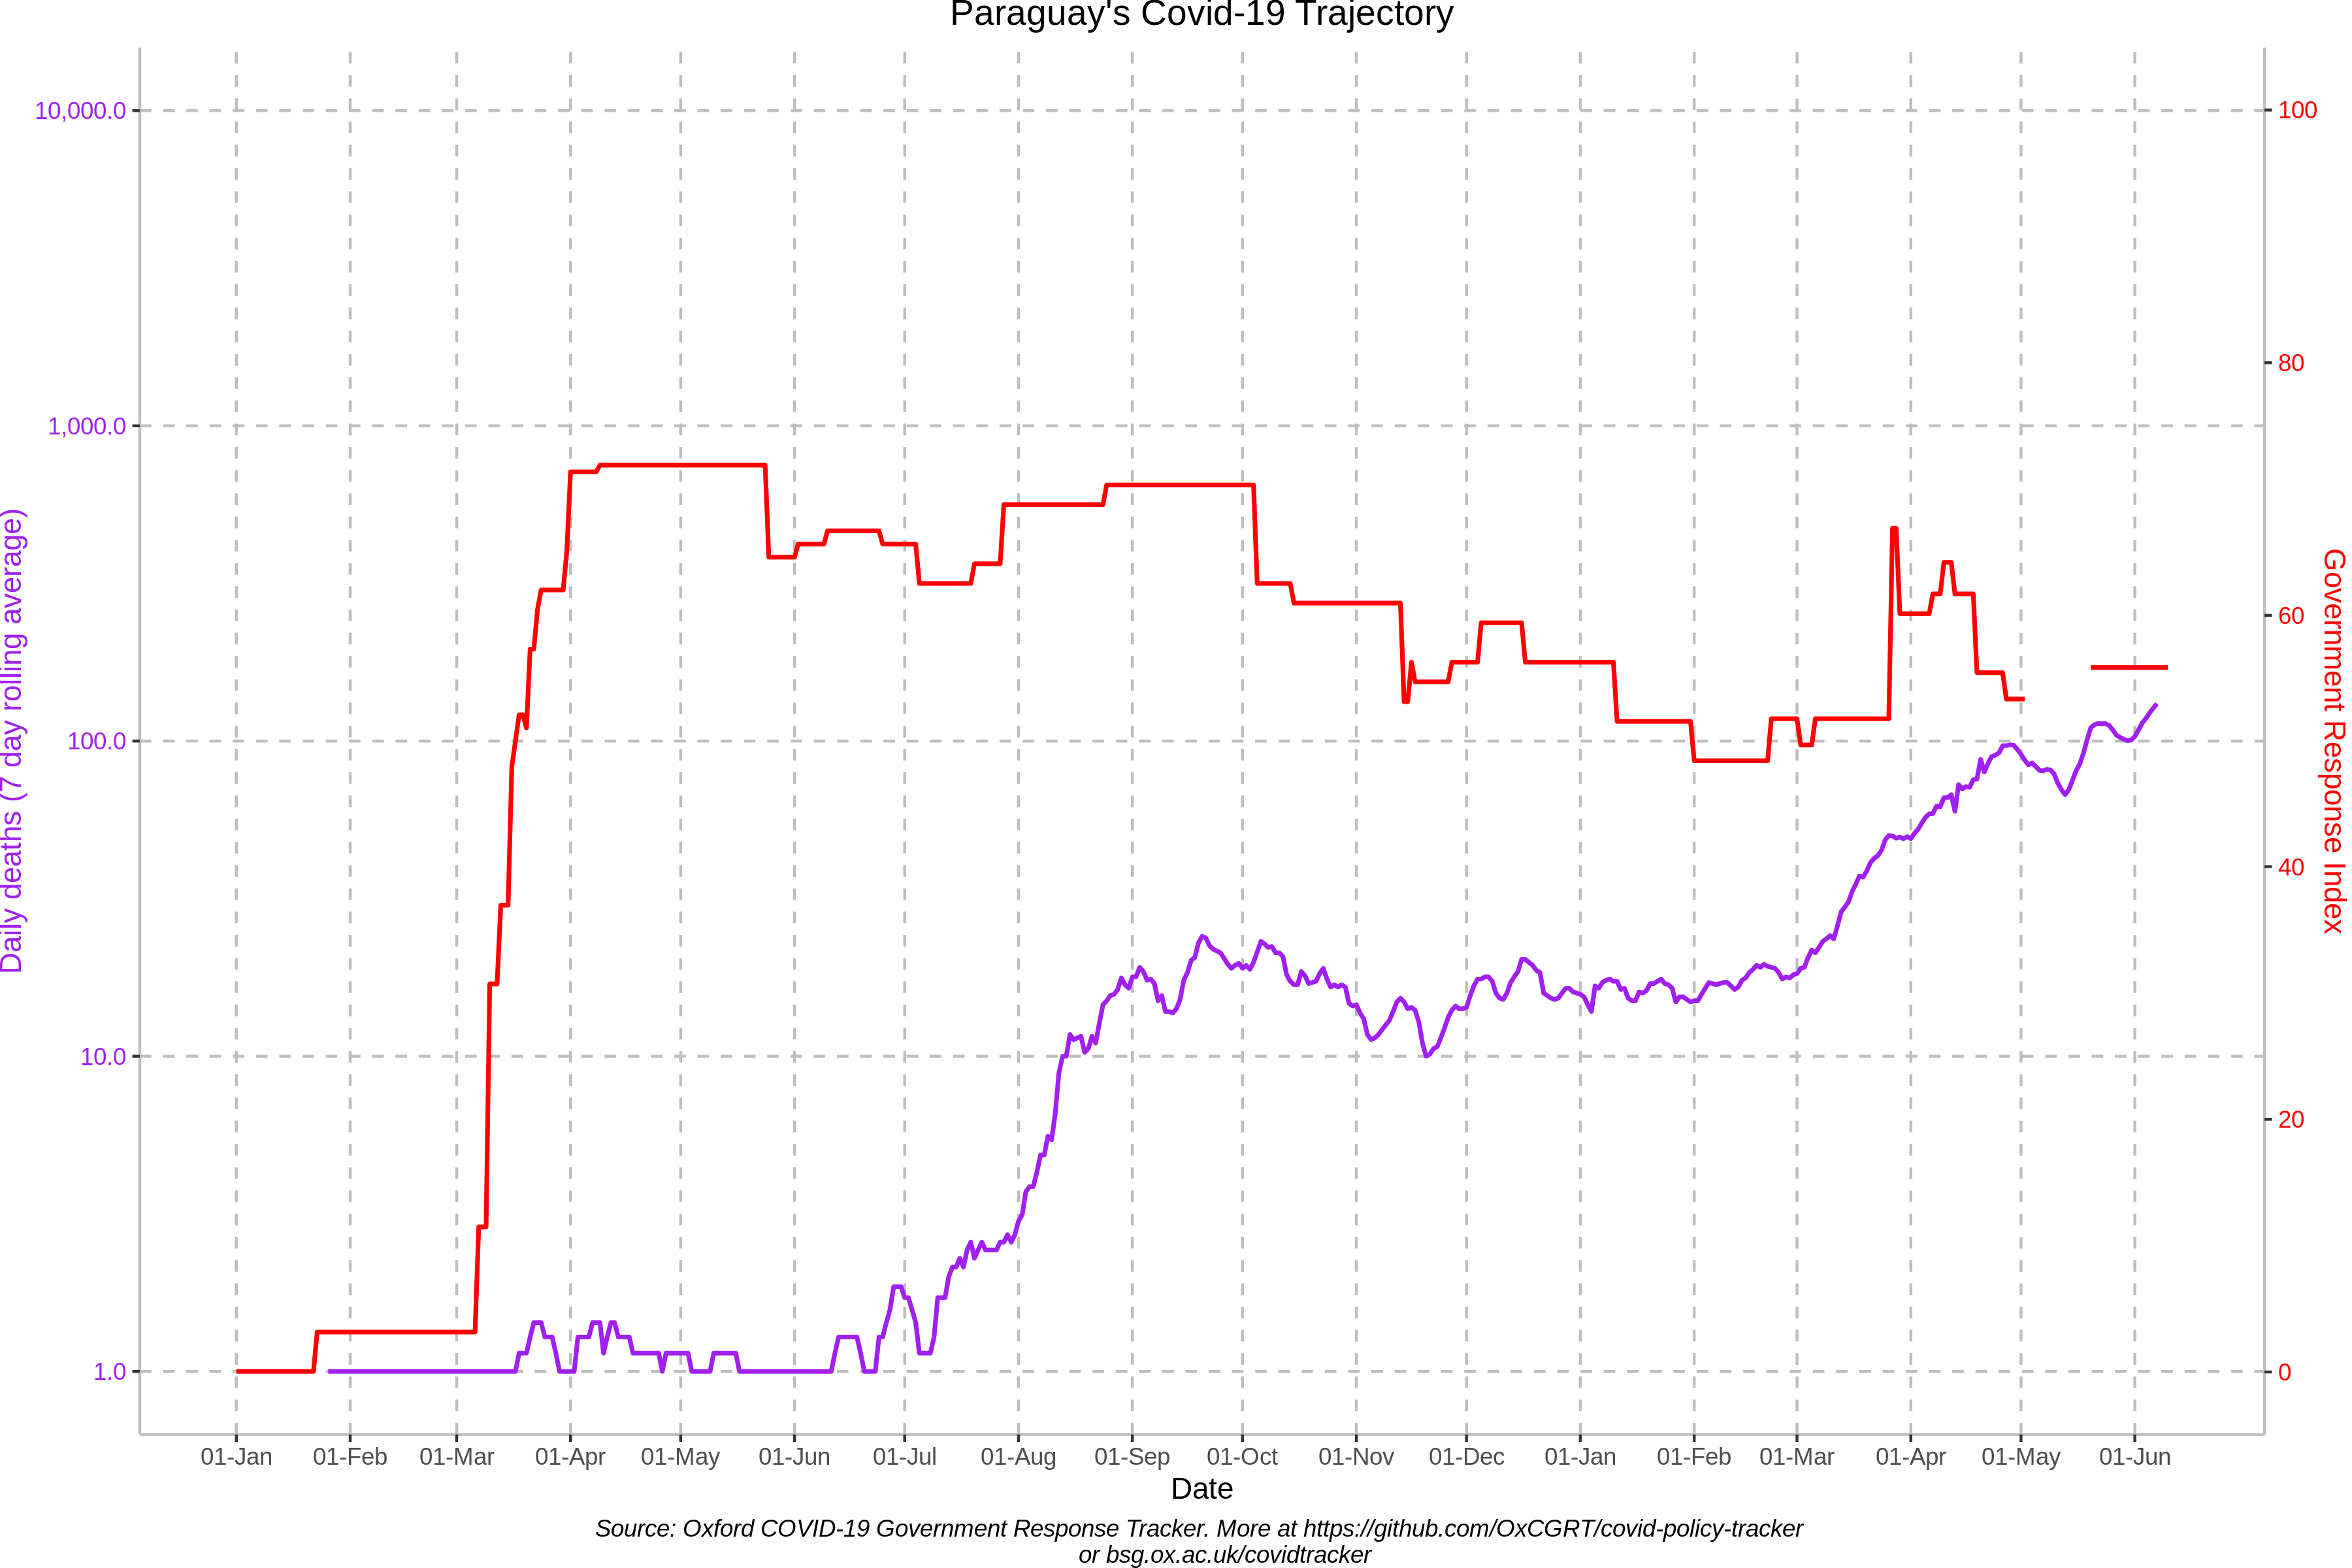 Paraguay's Covid-19 Trajectory
Daily deaths (7 day rolling average)
10,000.0
1,000.0
100.0
10.0
1.0
100
80
60
40
20
0
Government Response Index
01-Jan 01-Feb 01-Mar 01-Apr 01-May 01-Jun 01-Jul 01-Aug 01-Sep 01-Oct 01-Nov 01-Dec 01-Jan 01-Feb 01-Mar 01-Apr 01-May 01-Jun
Date
Source: Oxford COVID-19 Government Response Tracker. More at https://github.com/OxCGRT/covid-policy-tracker
or bsg.ox.ac.uk/covidtracker